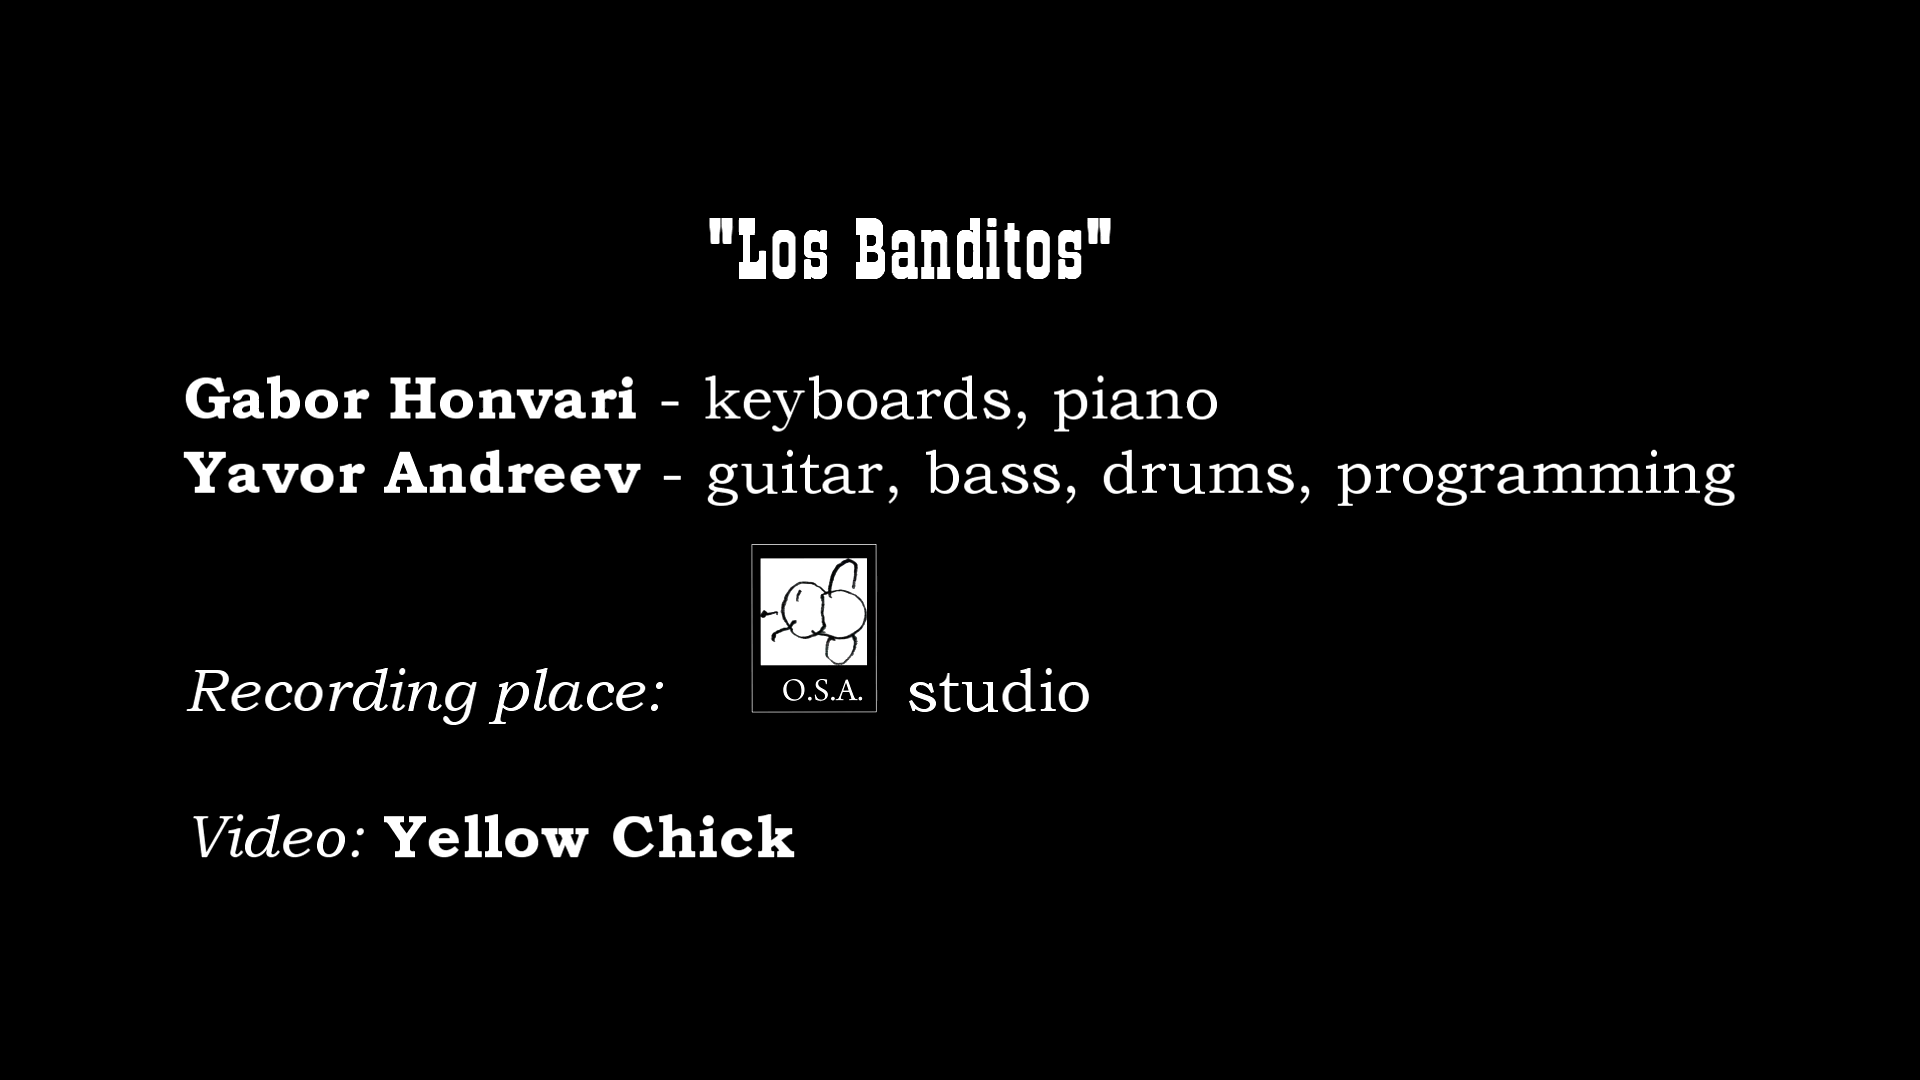 "Los Banditos"
Gabor Honvari - keyboards, piano
Yavor Andreev - guitar, bass, drums, programming
Recording place: O.S.A. studio
Video: Yellow Chick